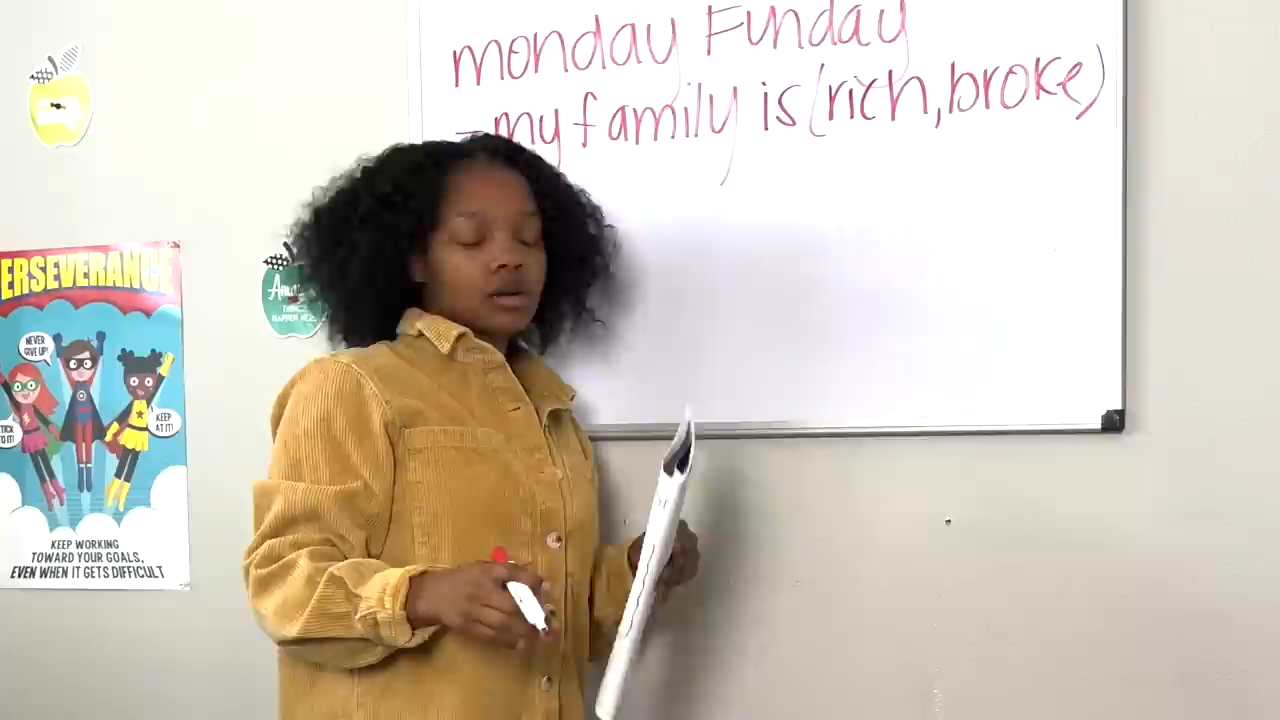 monday Funday
-my family is (rich, broke)
ERSEVERANCE
NEVER
GIVE UP!
KEEP
AT IT!
TO IT!
KEEP WORKING
TOWARD YOUR GOALS,
EVEN WHEN IT GETS DIFFICULT